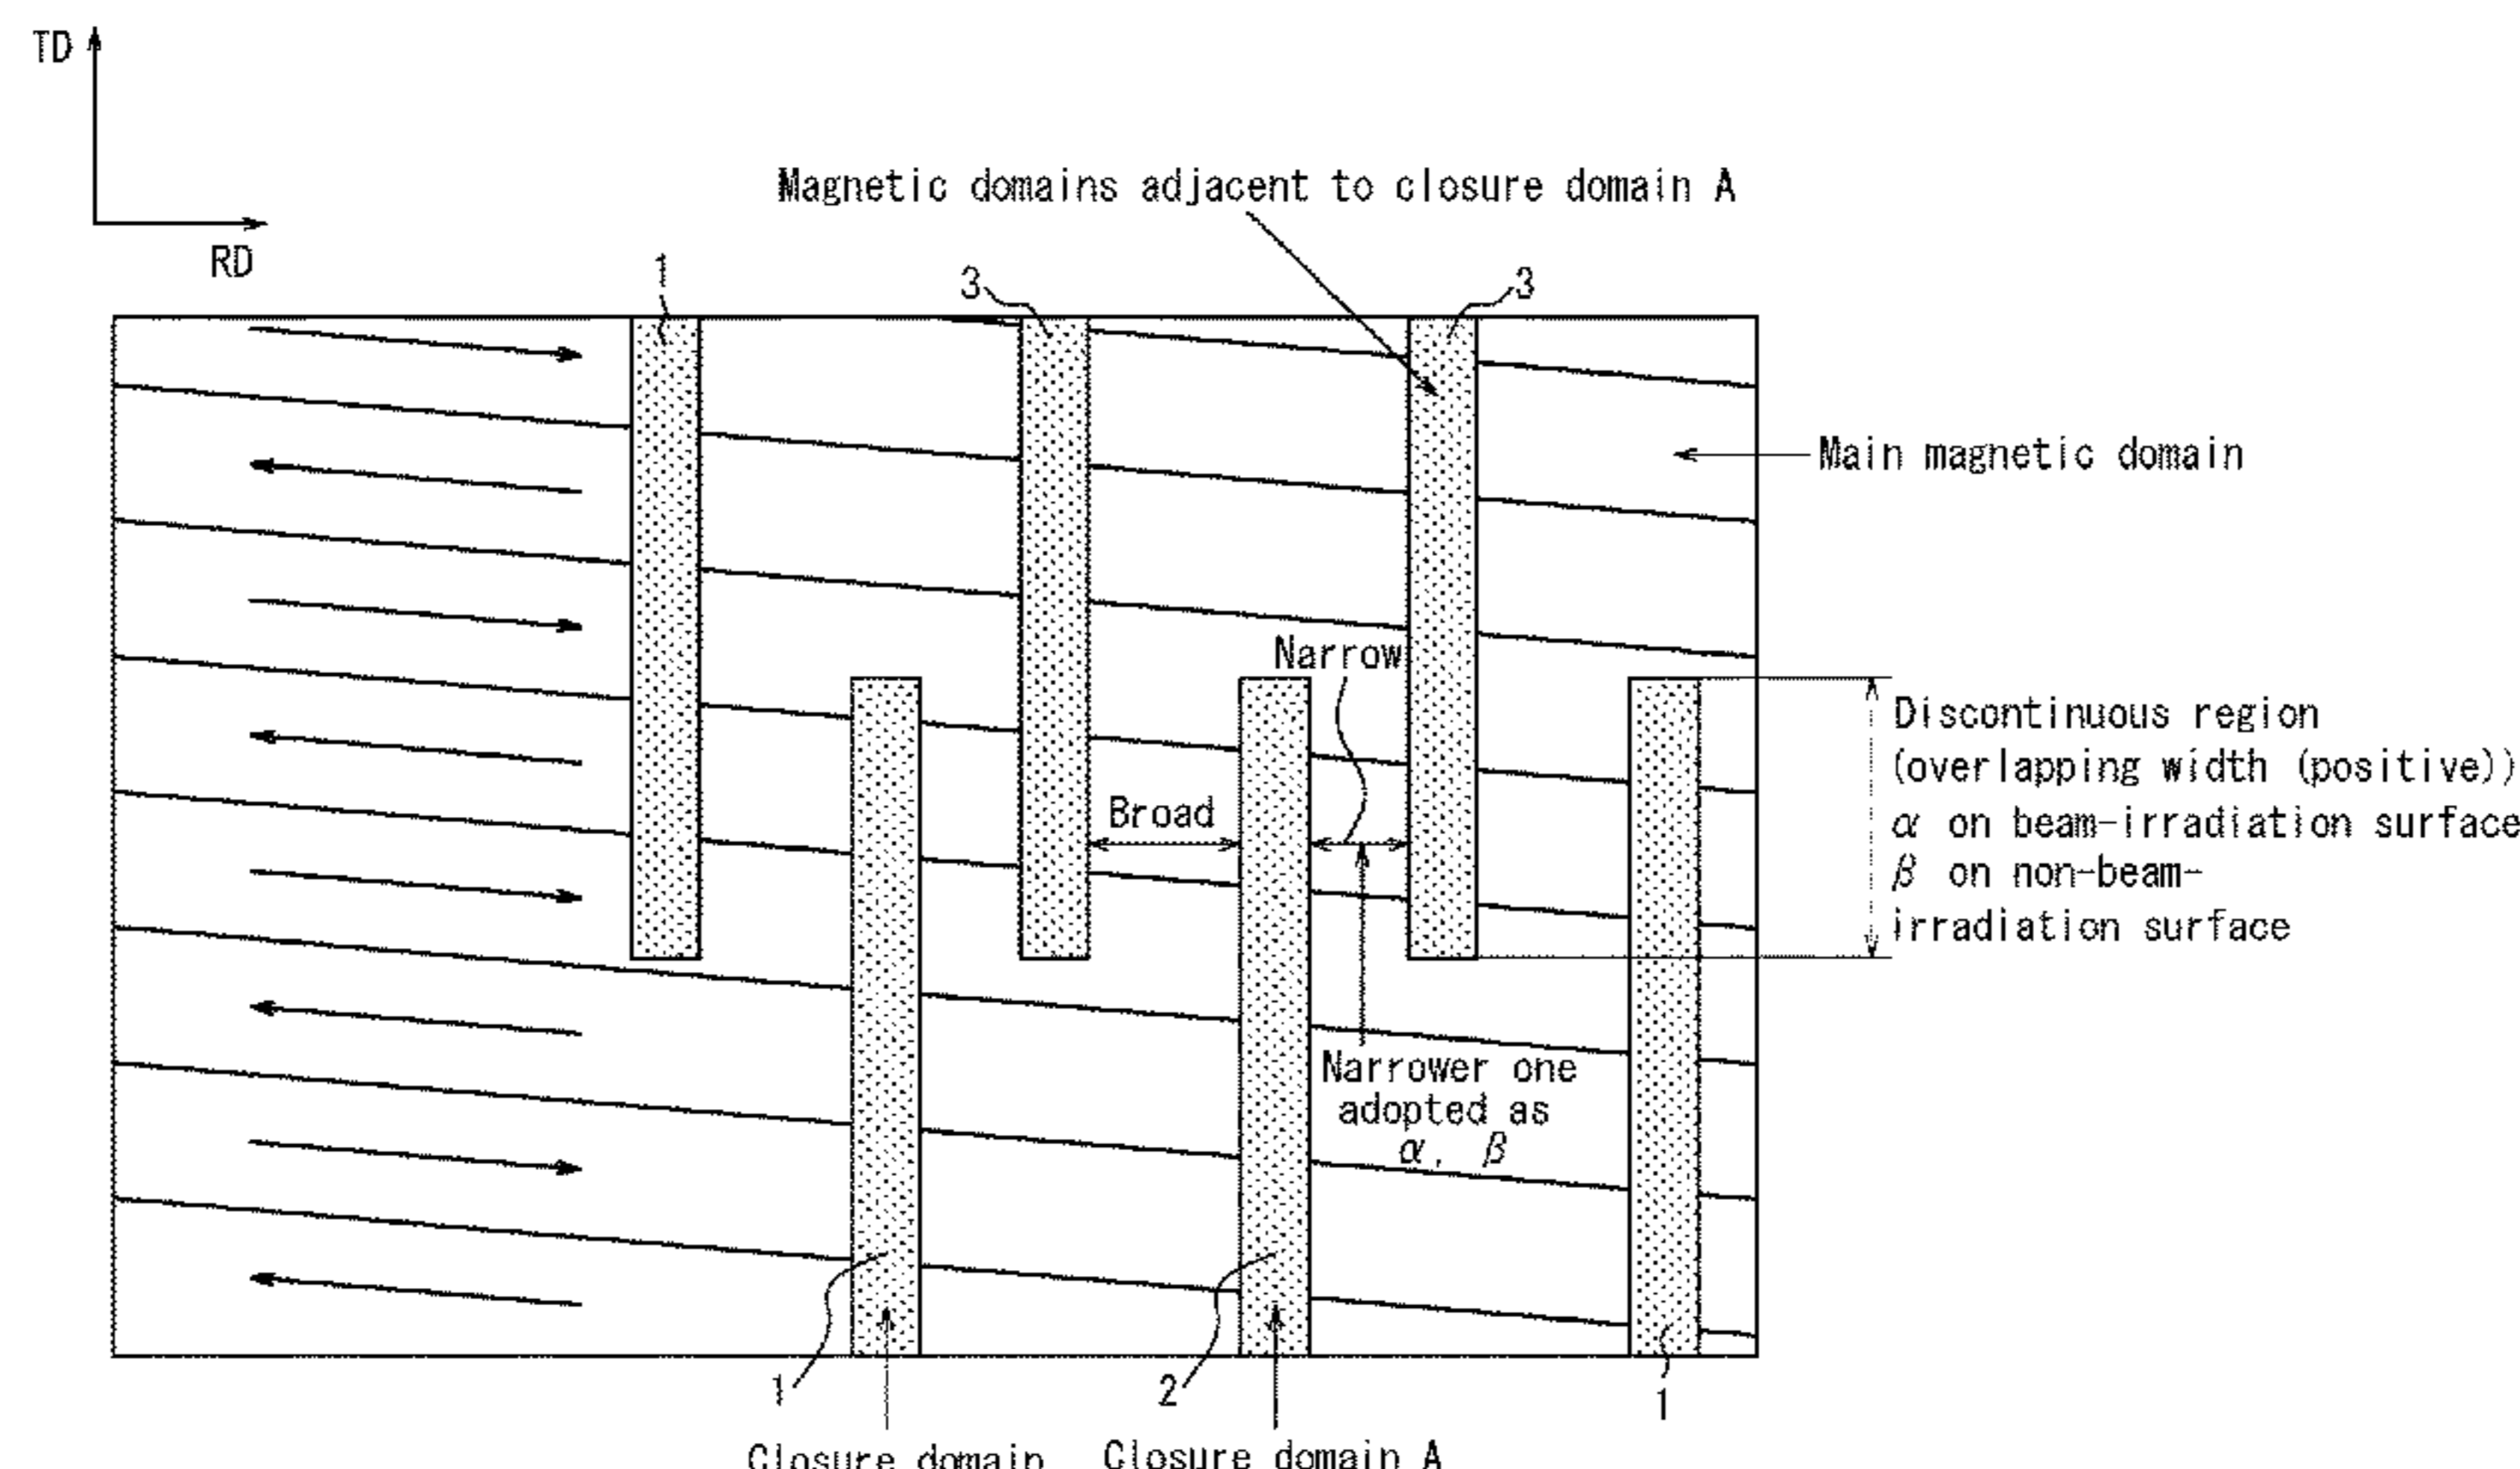 TD
RD
Magnetic domains adjacent to closure domain A
1
3
3
Main magnetic domain
Narrow
Broad
Discontinuous region
(overlapping width (positive))
α on beam-irradiation surface
β on non-beam-
irradiation surface
Narrower one
adopted as
α, β
1
2
1
Closure domain
Closure domain A